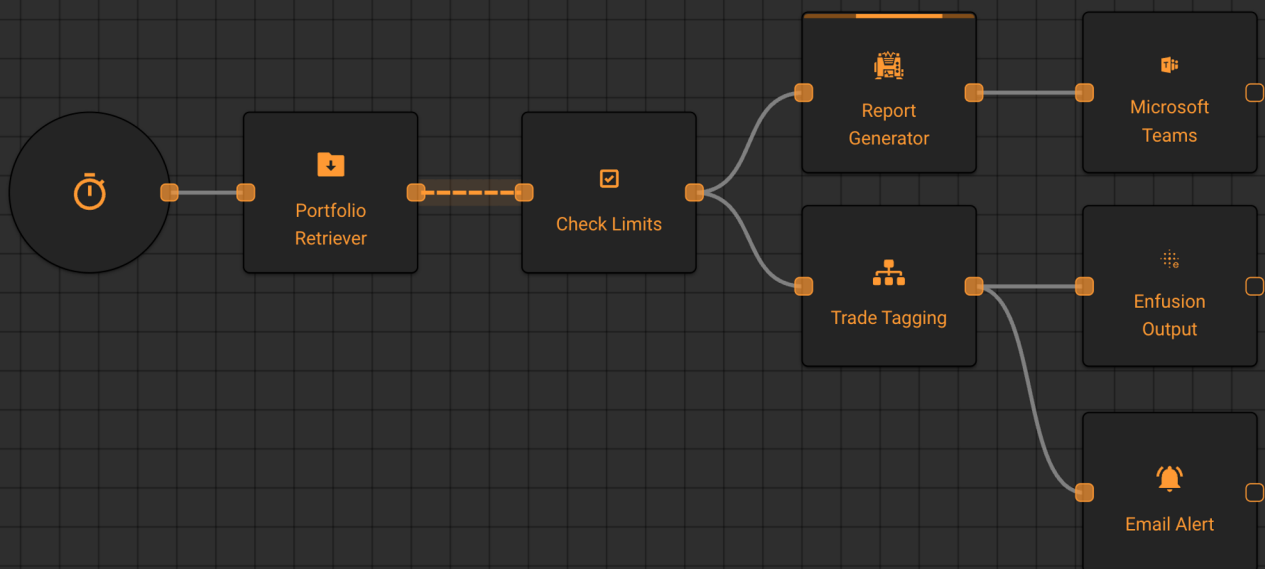 Portfolio
Retriever
Check Limits
Report
Generator
Microsoft
Teams
Trade Tagging
Enfusion
Output
Email Alert